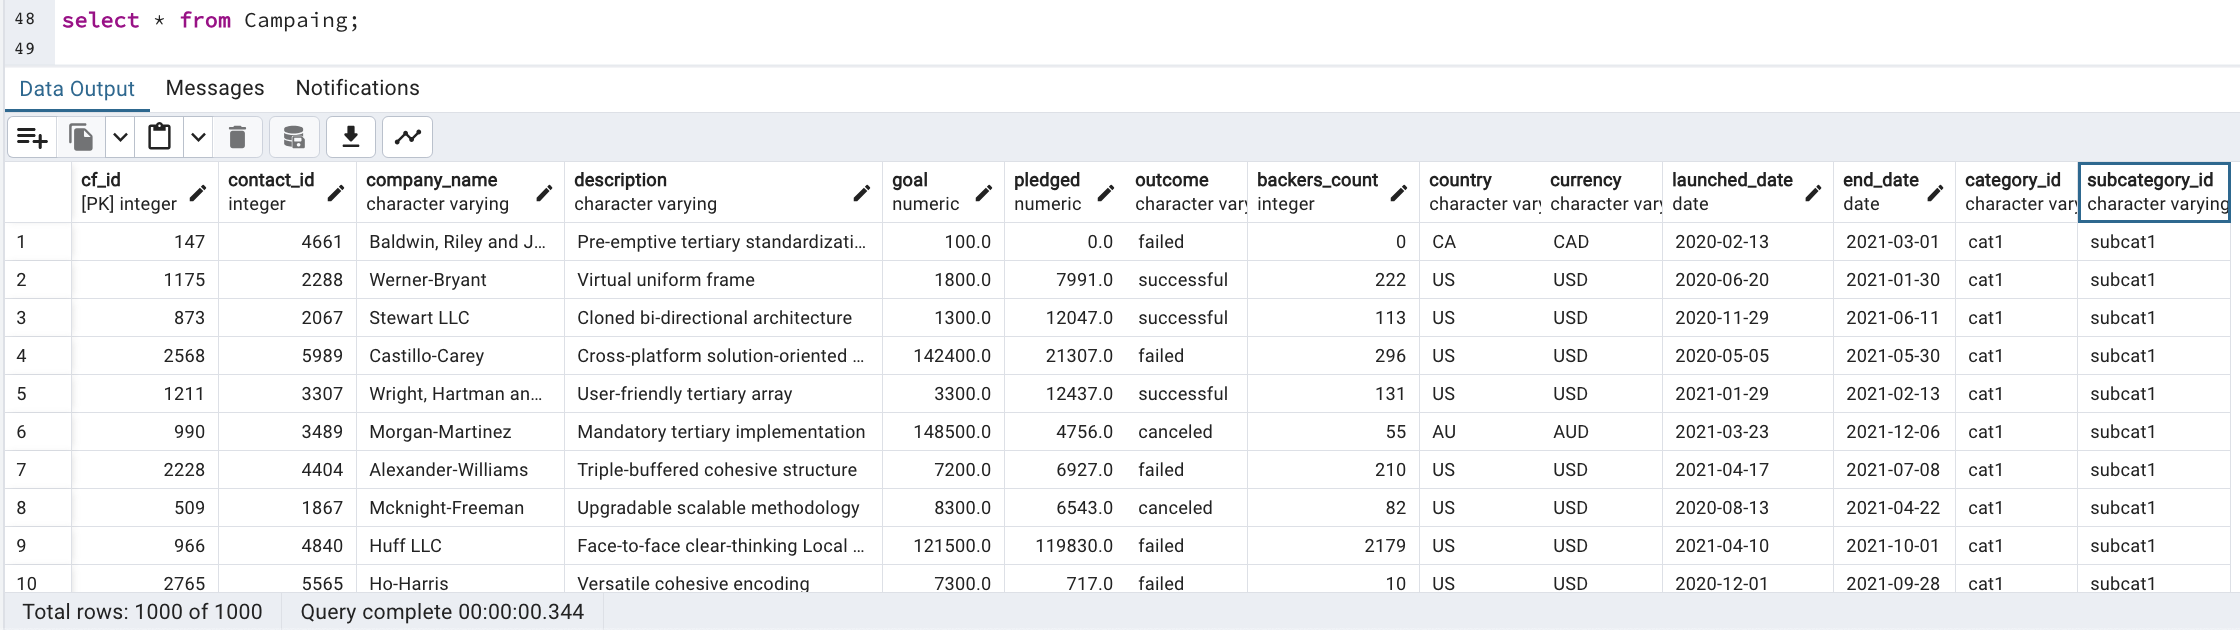 48 select * from Campaing;
49
Data Output Messages Notifications
cf_id contact_id company_name description goal pledged outcome backers_count country currency launched_date end_date category_id subcategory_id
[PK] integer integer character varying character varying numeric numeric character vary integer character vary character vary date date character vary character varying
1 147 4661 Baldwin, Riley and J... Pre-emptive tertiary standardizati... 100.0 0.0 failed 0 CA CAD 2020-02-13 2021-03-01 cat1 subcat1
2 1175 2288 Werner-Bryant Virtual uniform frame 1800.0 7991.0 successful 222 US USD 2020-06-20 2021-01-30 cat1 subcat1
3 873 2067 Stewart LLC Cloned bi-directional architecture 1300.0 12047.0 successful 113 US USD 2020-11-29 2021-06-11 cat1 subcat1
4 2568 5989 Castillo-Carey Cross-platform solution-oriented ... 142400.0 21307.0 failed 296 US USD 2020-05-05 2021-05-30 cat1 subcat1
5 1211 3307 Wright, Hartman an... User-friendly tertiary array 3300.0 12437.0 successful 131 US USD 2021-01-29 2021-02-13 cat1 subcat1
6 990 3489 Morgan-Martinez Mandatory tertiary implementation 148500.0 4756.0 canceled 55 AU AUD 2021-03-23 2021-12-06 cat1 subcat1
7 2228 4404 Alexander-Williams Triple-buffered cohesive structure 7200.0 6927.0 failed 210 US USD 2021-04-17 2021-07-08 cat1 subcat1
8 509 1867 Mcknight-Freeman Upgradable scalable methodology 8300.0 6543.0 canceled 82 US USD 2020-08-13 2021-04-22 cat1 subcat1
9 966 4840 Huff LLC Face-to-face clear-thinking Local ... 121500.0 119830.0 failed 2179 US USD 2021-04-10 2021-10-01 cat1 subcat1
10 2765 5565 Ho-Harris Versatile cohesive encoding 7300.0 717.0 failed 10 US USD 2020-12-01 2021-09-28 cat1 subcat1
Total rows: 1000 of 1000 Query complete 00:00:00.344